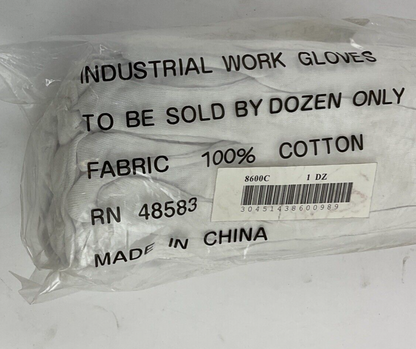 INDUSTRIAL WORK GLOVES
TO BE SOLD BY DOZEN ONLY
FABRIC 100% COTTON
8600C 1 DZ
30451438600989
RN 48583
MADE IN CHINA